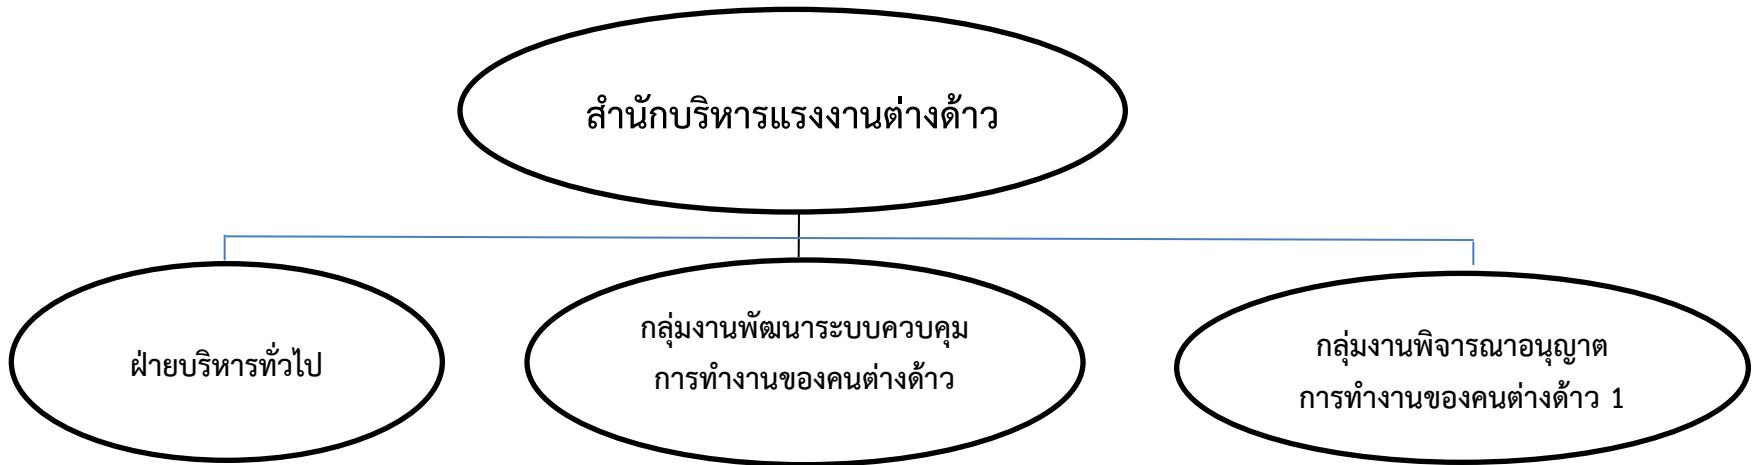 สำนักบริหารแรงงานต่างด้าว
ฝ่ายบริหารทั่วไป
กลุ่มงานพัฒนาระบบควบคุม
การทำงานของคนต่างด้าว
กลุ่มงานพิจารณาอนุญาต
การทำงานของคนต่างด้าว 1